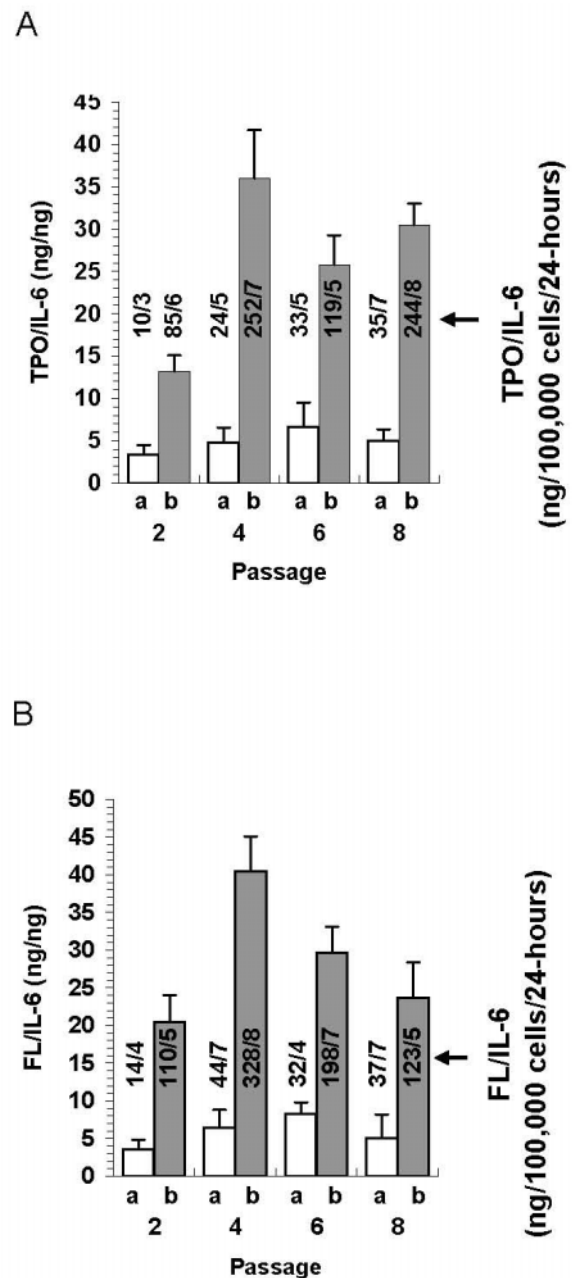 A
45
40
35
30
25
20
15
10
5
0
TPO/IL-6 (ng/ng)
10/3
85/6
24/5
252/7
33/5
119/5
35/7
244/8
TPO/IL-6
(ng/100,000 cells/24-hours)
a b a b a b a b
2 4 6 8
Passage
B
50
45
40
35
30
25
20
15
10
5
0
FL/IL-6 (ng/ng)
14/4
110/5
44/7
328/8
32/4
198/7
37/7
123/5
FL/IL-6
(ng/100,000 cells/24-hours)
a b a b a b a b
2 4 6 8
Passage